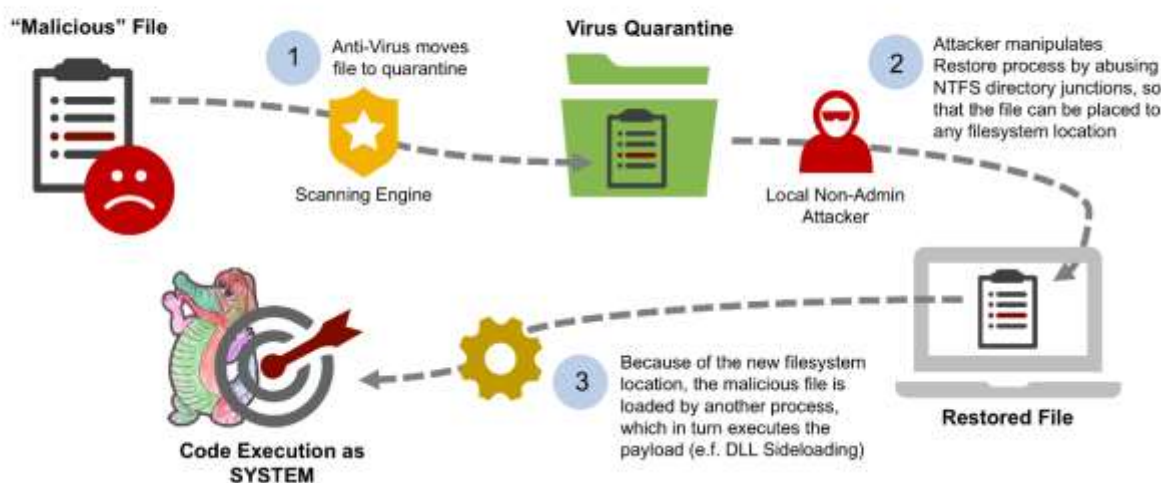 “Malicious” File
1
Anti-Virus moves
file to quarantine
Scanning Engine
Virus Quarantine
Local Non-Admin
Attacker
2
Attacker manipulates
Restore process by abusing
NTFS directory junctions, so
that the file can be placed to
any filesystem location
Restored File
3
Because of the new filesystem
location, the malicious file is
loaded by another process,
which in turn executes the
payload (e.f. DLL Sideloading)
Code Execution as
SYSTEM